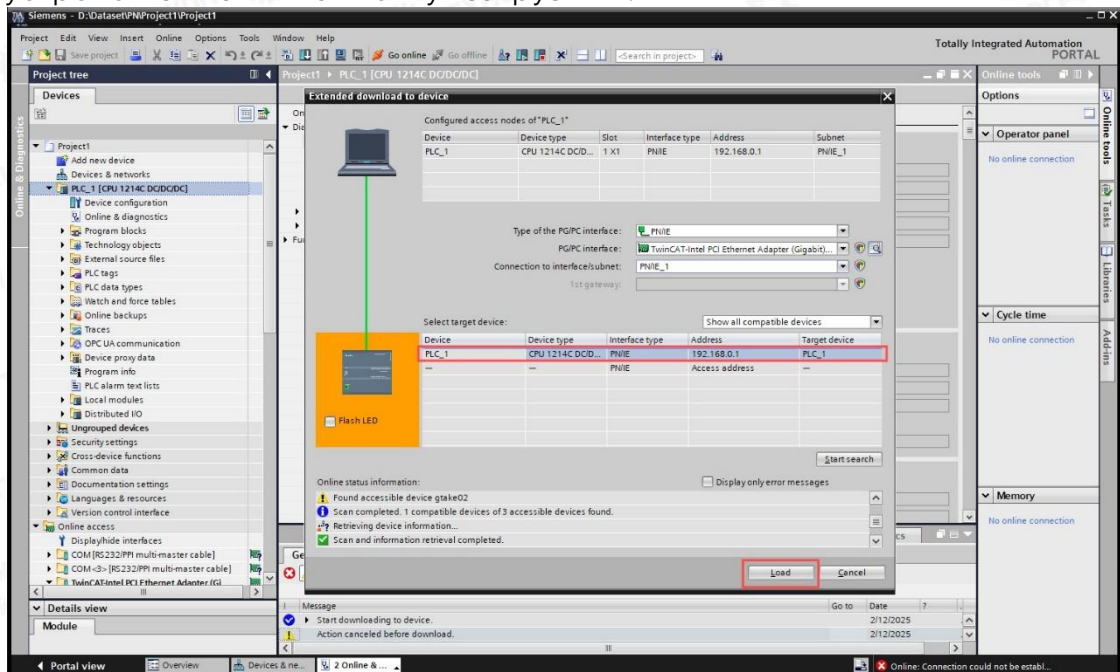 Siemens - D:\Dataset\PN\Project1\Project1
Project Edit View Insert Online Options Tools Window Help
Totally Integrated Automation
PORTAL
Save project Go online Go offline <Search in project>
Project tree
Project1 PLC_1 [CPU 1214C DC/DC/DC]
Online tools
Devices
Options
Project1
Add new device
Devices & networks
PLC_1 [CPU 1214C DC/DC/DC]
Device configuration
Online & diagnostics
Program blocks
Technology objects
External source files
PLC tags
PLC data types
Watch and force tables
Online backups
Traces
OPC UA communication
Device proxy data
Program info
PLC alarm text lists
Local modules
Distributed I/O
Ungrouped devices
Security settings
Cross-device functions
Common data
Documentation settings
Languages & resources
Version control interface
Online access
Display/hide interfaces
COM [RS232/PPI multi-master cable]
COM <3> [RS232/PPI multi-master cable]
TwinCAT-Intel PCI Ethernet Adapter (Gi
Details view
Module
Online & Diagnostics
Extended download to device
Configured access nodes of "PLC_1"
Device Device type Slot Interface type Address Subnet
PLC_1 CPU 1214C DC/D... 1 X1 PN/IE 192.168.0.1 PN/IE_1
Type of the PG/PC interface: PN/IE
PG/PC interface: TwinCAT-Intel PCI Ethernet Adapter (Gigabit)...
Connection to interface/subnet: PN/IE_1
1st gateway:
Select target device: Show all compatible devices
Device Device type Interface type Address Target device
PLC_1 CPU 1214C DC/D... PN/IE 192.168.0.1 PLC_1
— — PN/IE Access address —
Flash LED
Start search
Online status information:
Display only error messages
Found accessible device gtake02
Scan completed. 1 compatible devices of 3 accessible devices found.
Retrieving device information...
Scan and information retrieval completed.
Load Cancel
! Message Go to Date ?
Start downloading to device. 2/12/2025
Action canceled before download. 2/12/2025
Operator panel
No online connection
Cycle time
No online connection
Memory
No online connection
Online tools
Tasks
Libraries
Add-ins
Portal view Overview Devices & ne... 2 Online & ... Online: Connection could not be establ...